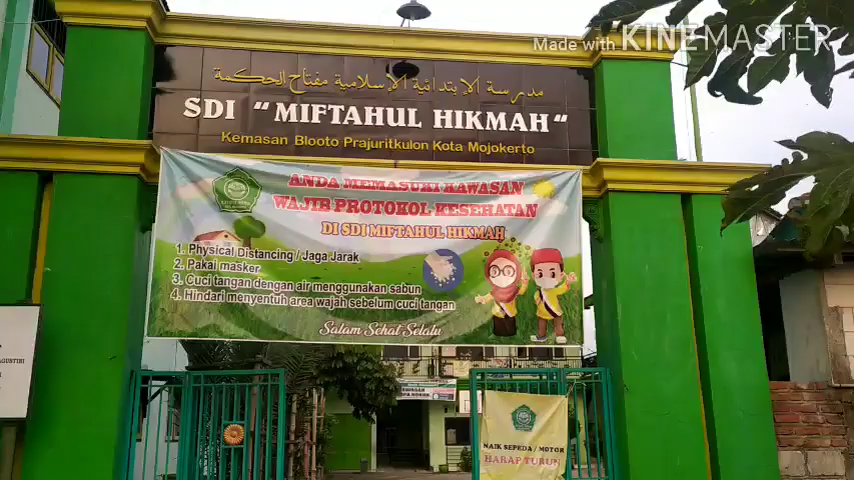 Made with KINEMASTER
مدرسة الابتدائية الإسلامية مفتاح الحكمة
SDI “MIFTAHUL HIKMAH“
Kemasan Blooto Prajuritkulon Kota Mojokerto
ANDA MEMASUKI KAWASAN
WAJIB PROTOKOL KESEHATAN
DI SDI MIFTAHUL HIKMAH
1. Physical Distancing / Jaga Jarak
2. Pakai masker
3. Cuci tangan dengan air menggunakan sabun
4. Hindari menyentuh area wajah sebelum cuci tangan
Salam Sehat Selalu
NAIK SEPEDA / MOTOR
HARAP TURUN